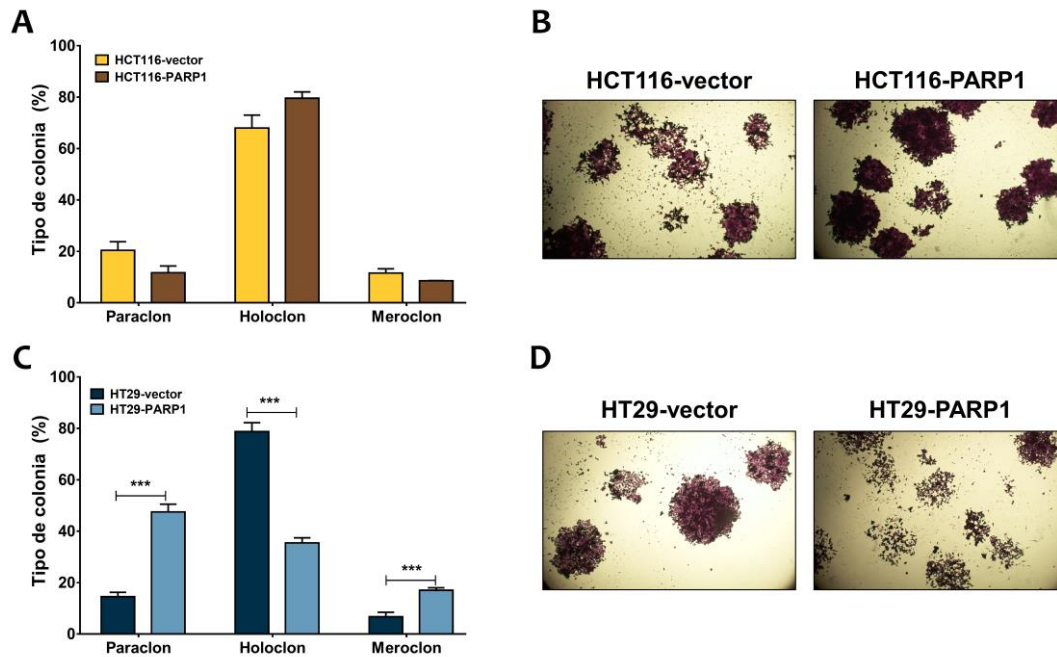 A
Tipo de colonia (%)
100
80
60
40
20
0
HCT116-vector
HCT116-PARP1
Paraclon
Holoclon
Meroclon
B
HCT116-vector
HCT116-PARP1
C
Tipo de colonia (%)
100
80
60
40
20
0
HT29-vector
HT29-PARP1
***
***
***
Paraclon
Holoclon
Meroclon
D
HT29-vector
HT29-PARP1